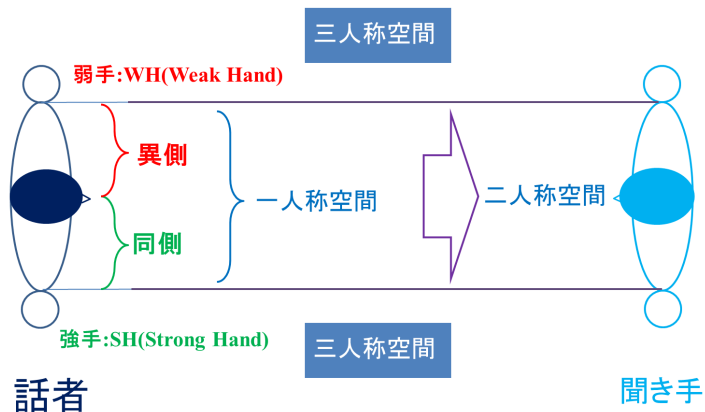 三人称空間
弱手:WH(Weak Hand)
異側
一人称空間
二人称空間
同側
強手:SH(Strong Hand)
三人称空間
話者
聞き手